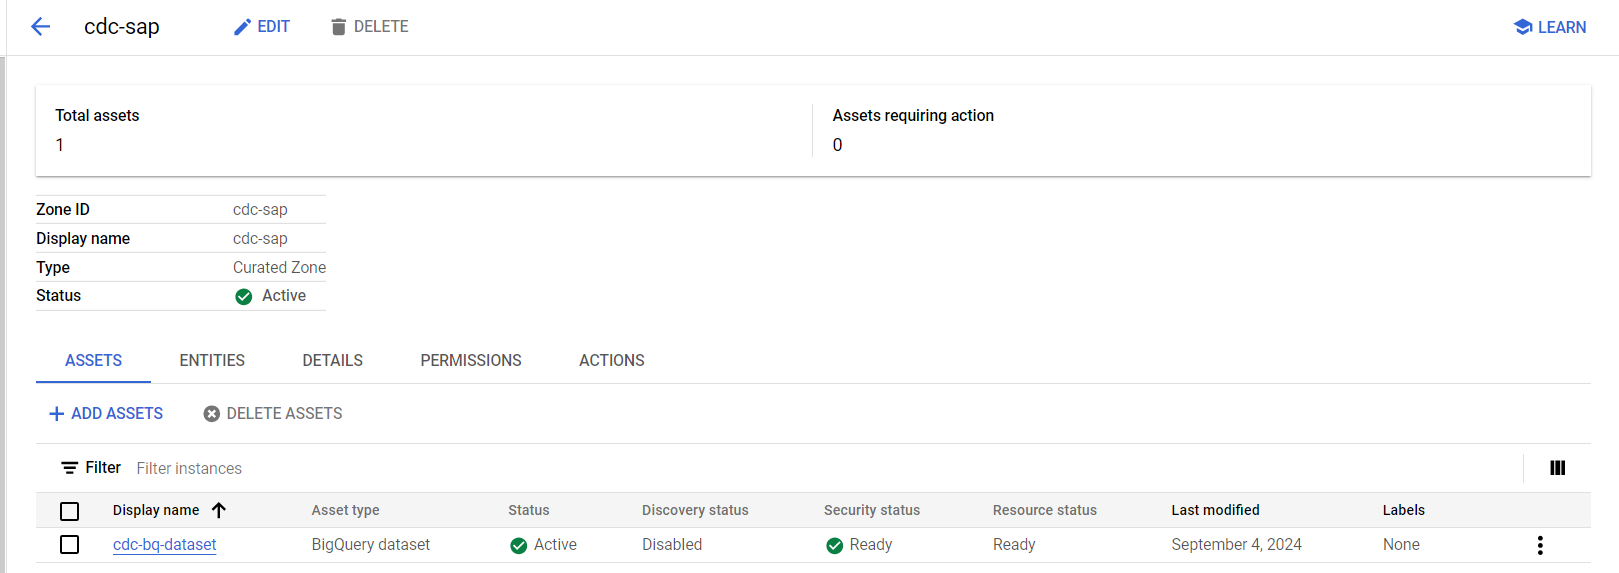 cdc-sap EDIT DELETE LEARN
Total assets Assets requiring action
1 0
Zone ID cdc-sap
Display name cdc-sap
Type Curated Zone
Status Active
ASSETS ENTITIES DETAILS PERMISSIONS ACTIONS
ADD ASSETS DELETE ASSETS
Filter Filter instances
Display name Asset type Status Discovery status Security status Resource status Last modified Labels
cdc-bq-dataset BigQuery dataset Active Disabled Ready Ready September 4, 2024 None